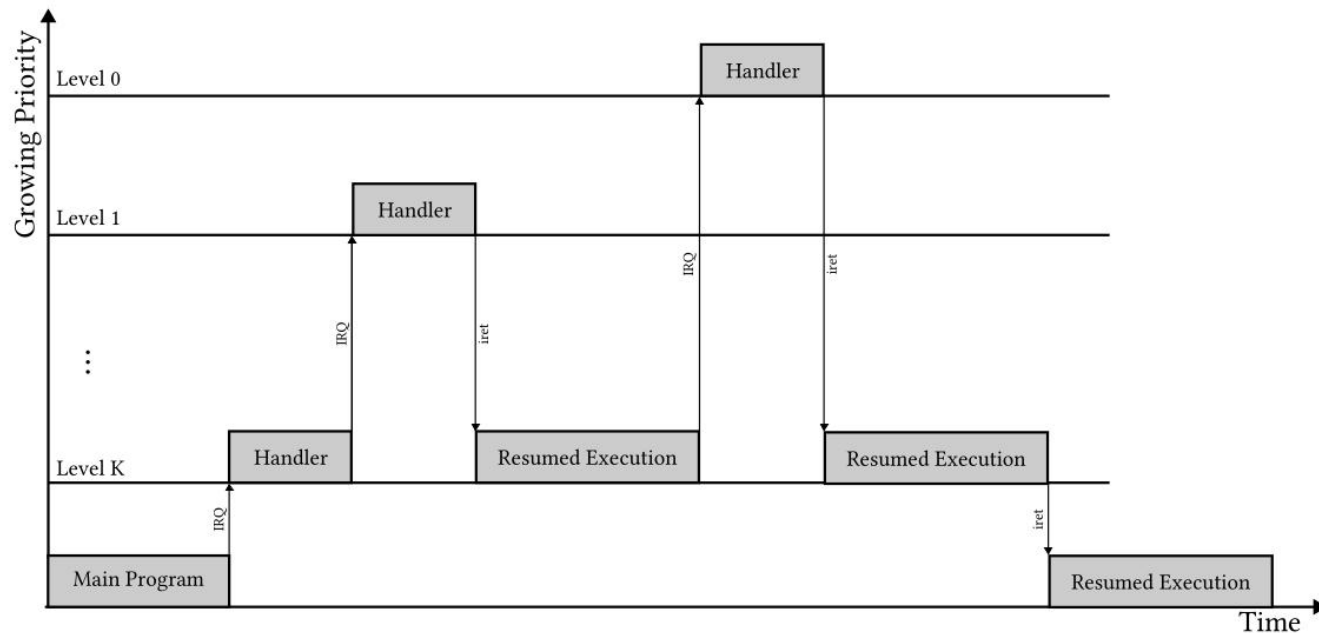 Growing Priority
Level 0
Handler
Level 1
Handler
IRQ
iret
IRQ
iret
⋮
Level K
Handler
Resumed Execution
Resumed Execution
IRQ
iret
Main Program
Resumed Execution
Time